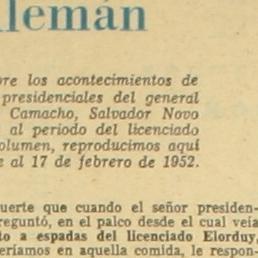 lemán
re los acontecimientos de
presidenciales del general
Camacho, Salvador Novo
al periodo del licenciado
olumen, reproducimos aquí
e al 17 de febrero de 1952.
uerte que cuando el señor presiden-
reguntó, en el palco desde el cual veía
to a espadas del licenciado Elorduy,
eríamos en aquella comida, le respon-